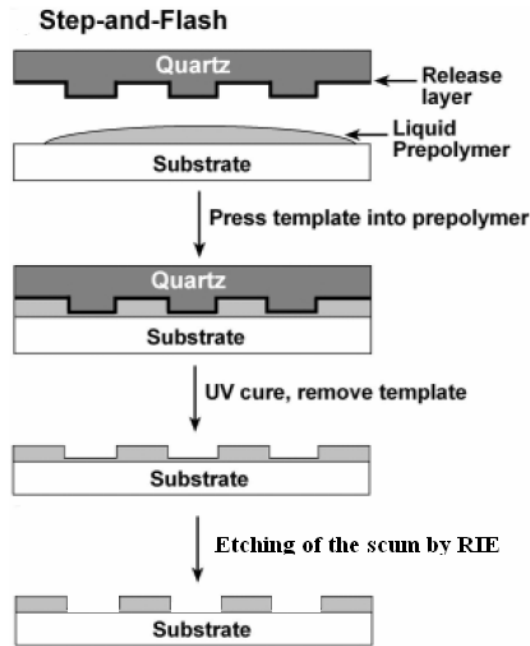 Step-and-Flash
Quartz
Release
layer
Liquid
Prepolymer
Substrate
Press template into prepolymer
Quartz
Substrate
UV cure, remove template
Substrate
Etching of the scum by RIE
Substrate